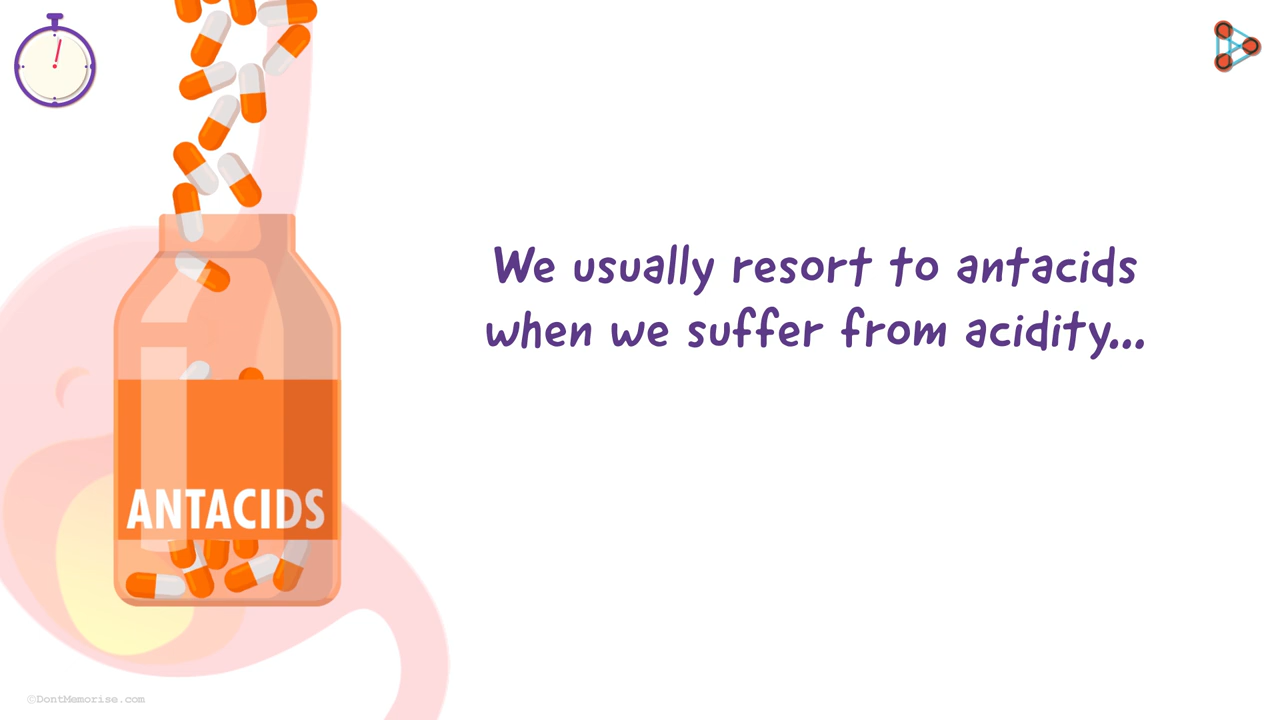 We usually resort to antacids
when we suffer from acidity...
ANTACIDS
©DontMemorise.com